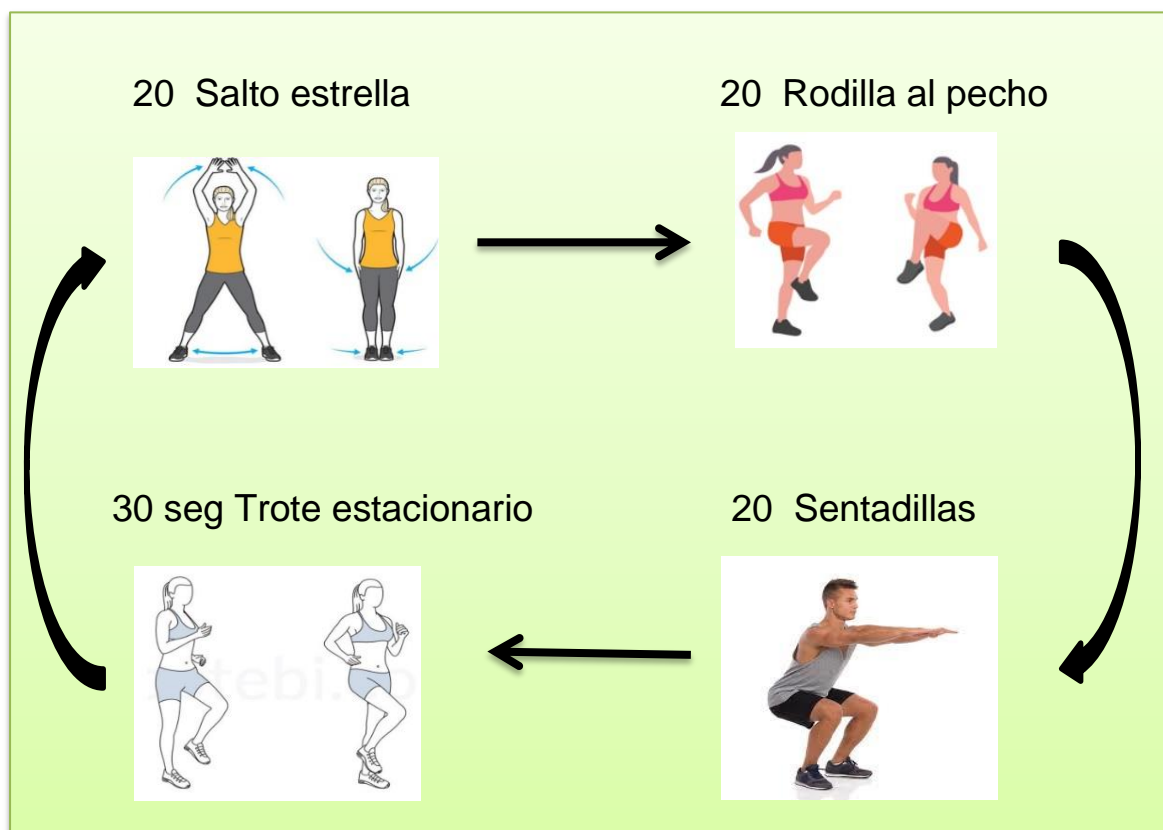 20 Salto estrella
20 Rodilla al pecho
30 seg Trote estacionario
20 Sentadillas